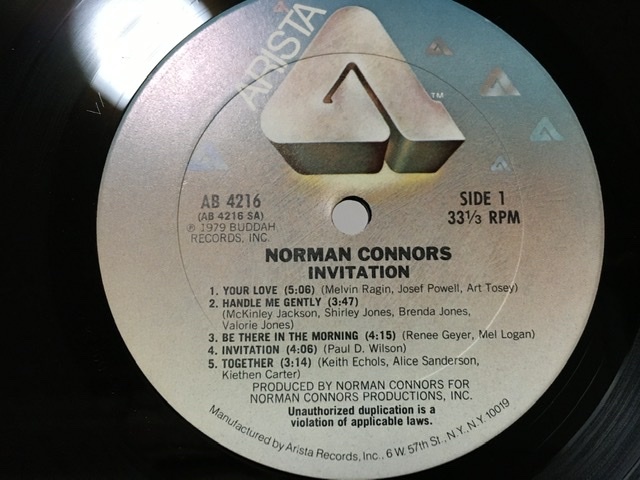 ARISTA
TM
AB 4216
(AB 4216 SA)
℗ 1979 BUDDAH
RECORDS, INC.
SIDE 1
33⅓ RPM
NORMAN CONNORS
INVITATION
1. YOUR LOVE (5:06) (Melvin Ragin, Josef Powell, Art Tosey)
2. HANDLE ME GENTLY (3:47)
(McKinley Jackson, Shirley Jones, Brenda Jones,
Valorie Jones)
3. BE THERE IN THE MORNING (4:15) (Renee Geyer, Mel Logan)
4. INVITATION (4:06) (Paul D. Wilson)
5. TOGETHER (3:14) (Keith Echols, Alice Sanderson,
Kiethen Carter)
PRODUCED BY NORMAN CONNORS FOR
NORMAN CONNORS PRODUCTIONS, INC.
Unauthorized duplication is a
violation of applicable laws.
Manufactured by Arista Records, Inc., 6 W. 57th St., N.Y., N.Y. 10019